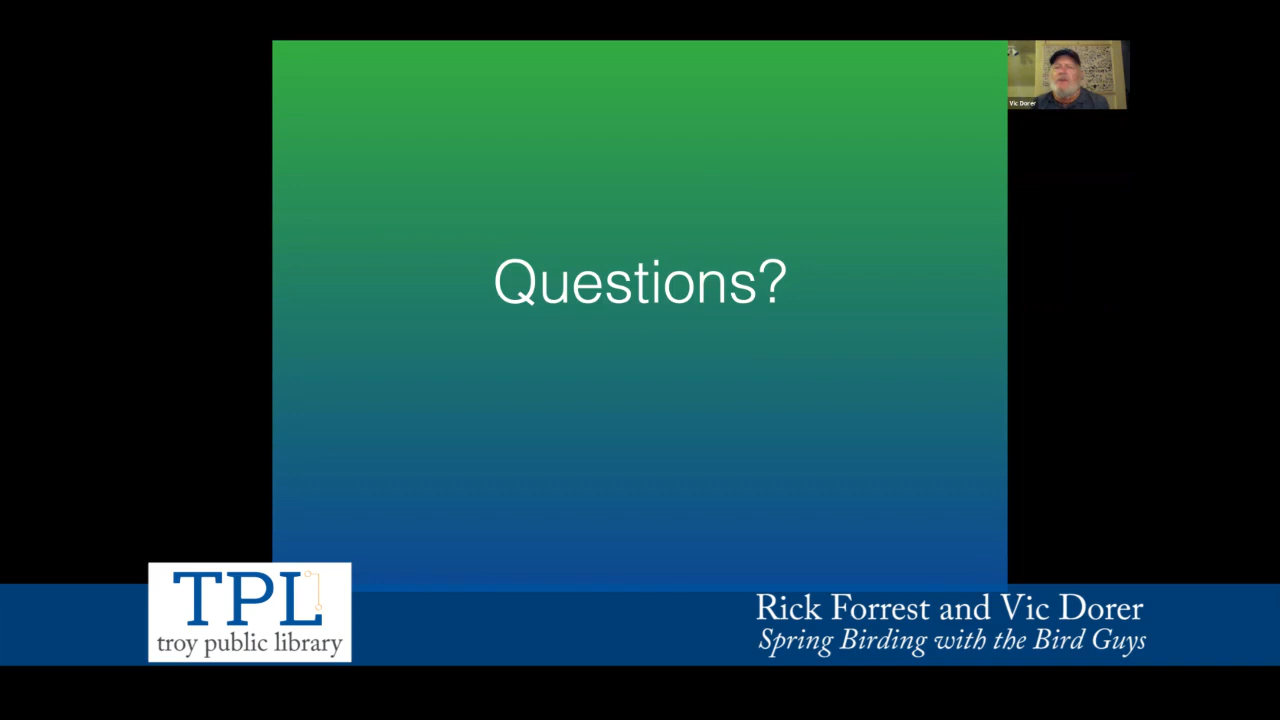 Vic Dorer
Questions?
TPL
troy public library
Rick Forrest and Vic Dorer
Spring Birding with the Bird Guys